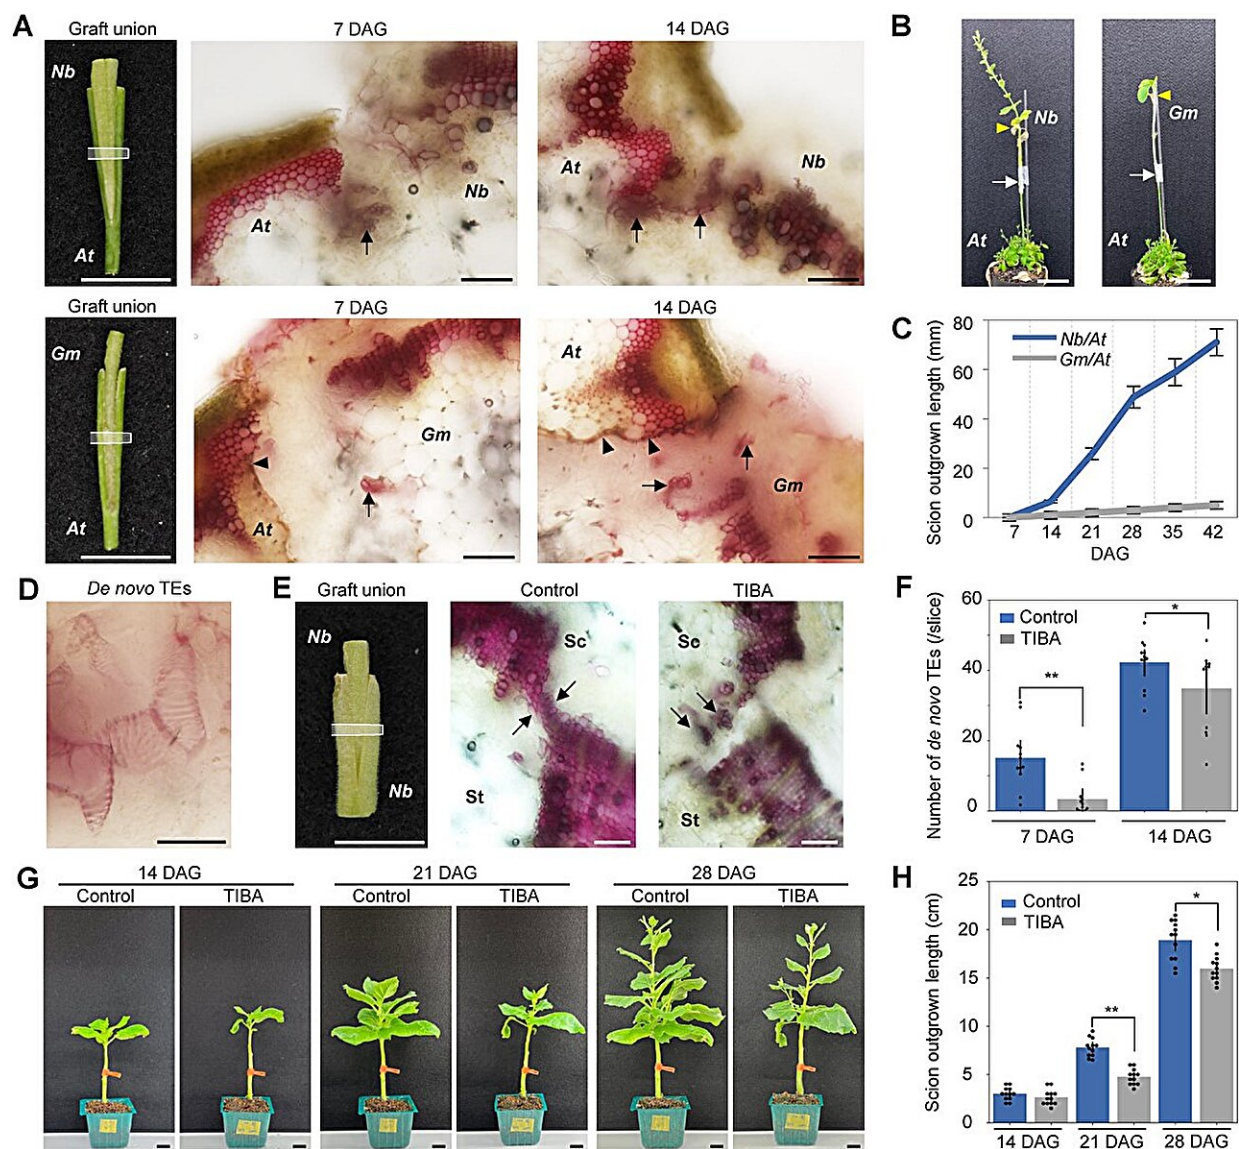 A
Graft union
7 DAG
14 DAG
Nb
At
At
Nb
At
Nb
B
Nb
At
Gm
At
Graft union
7 DAG
14 DAG
Gm
At
Gm
At
At
Gm
C
Scion outgrown length (mm)
80
60
40
20
0
Nb/At
Gm/At
7 14 21 28 35 42
DAG
D
De novo TEs
E
Graft union
Control
TIBA
Nb
Nb
Sc
St
Sc
St
F
Number of de novo TEs (/slice)
60
40
20
0
Control
TIBA
**
*
7 DAG
14 DAG
G
14 DAG
21 DAG
28 DAG
Control
TIBA
Control
TIBA
Control
TIBA
H
Scion outgrown length (cm)
25
20
15
10
5
0
Control
TIBA
**
*
14 DAG
21 DAG
28 DAG